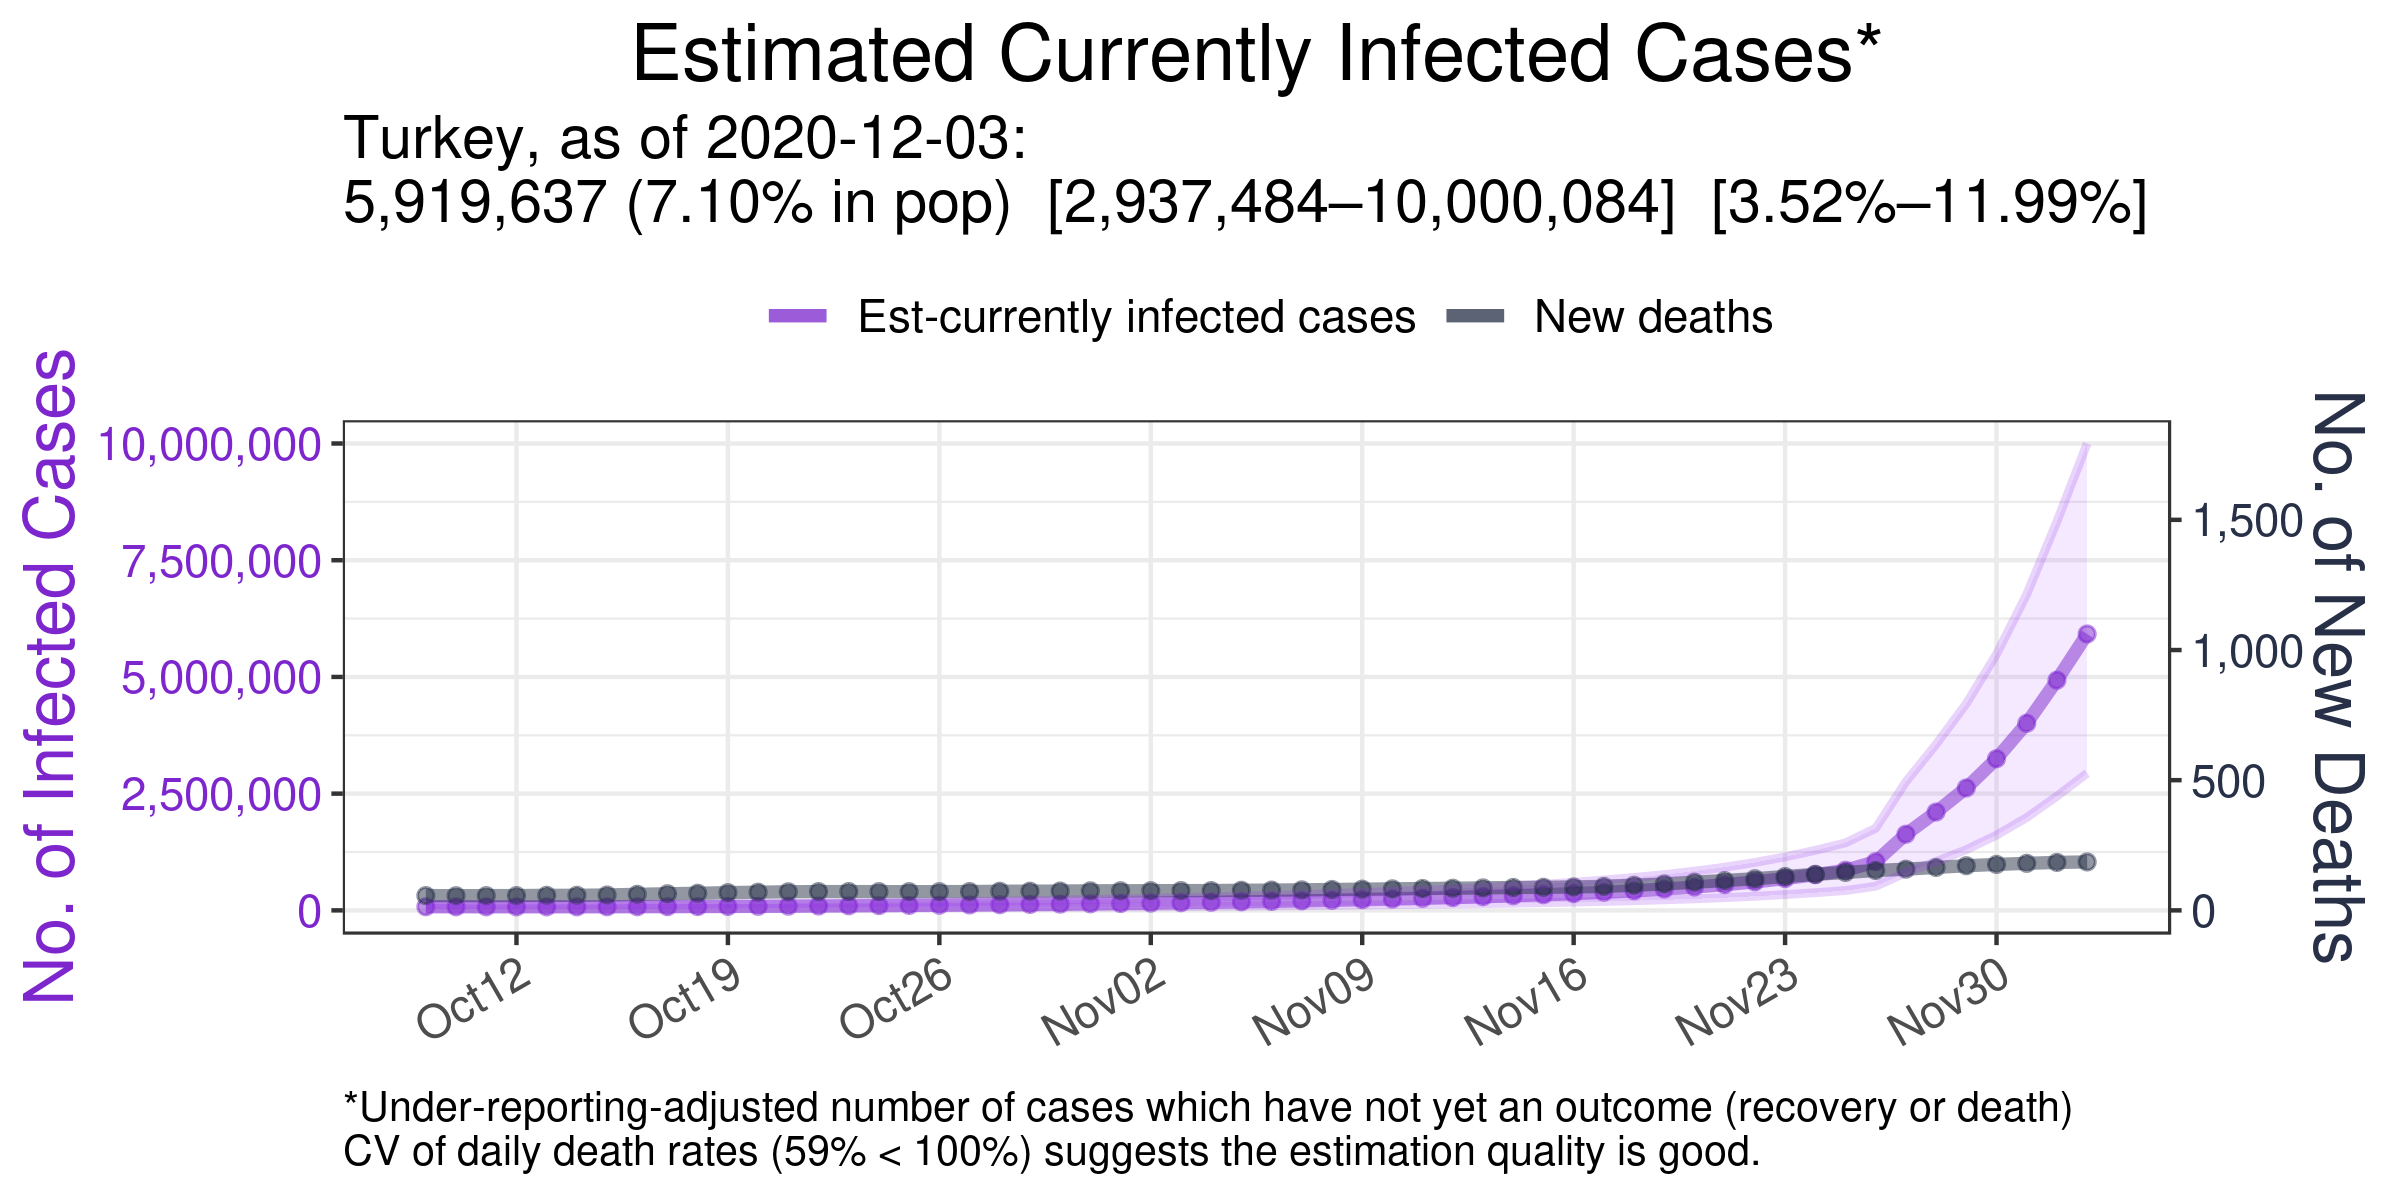 Estimated Currently Infected Cases*
Turkey, as of 2020-12-03:
5,919,637 (7.10% in pop)  [2,937,484–10,000,084]  [3.52%–11.99%]
Est-currently infected cases
New deaths
No. of Infected Cases
10,000,000
7,500,000
5,000,000
2,500,000
0
1,500
1,000
500
0
No. of New Deaths
Oct12
Oct19
Oct26
Nov02
Nov09
Nov16
Nov23
Nov30
*Under-reporting-adjusted number of cases which have not yet an outcome (recovery or death)
CV of daily death rates (59% < 100%) suggests the estimation quality is good.